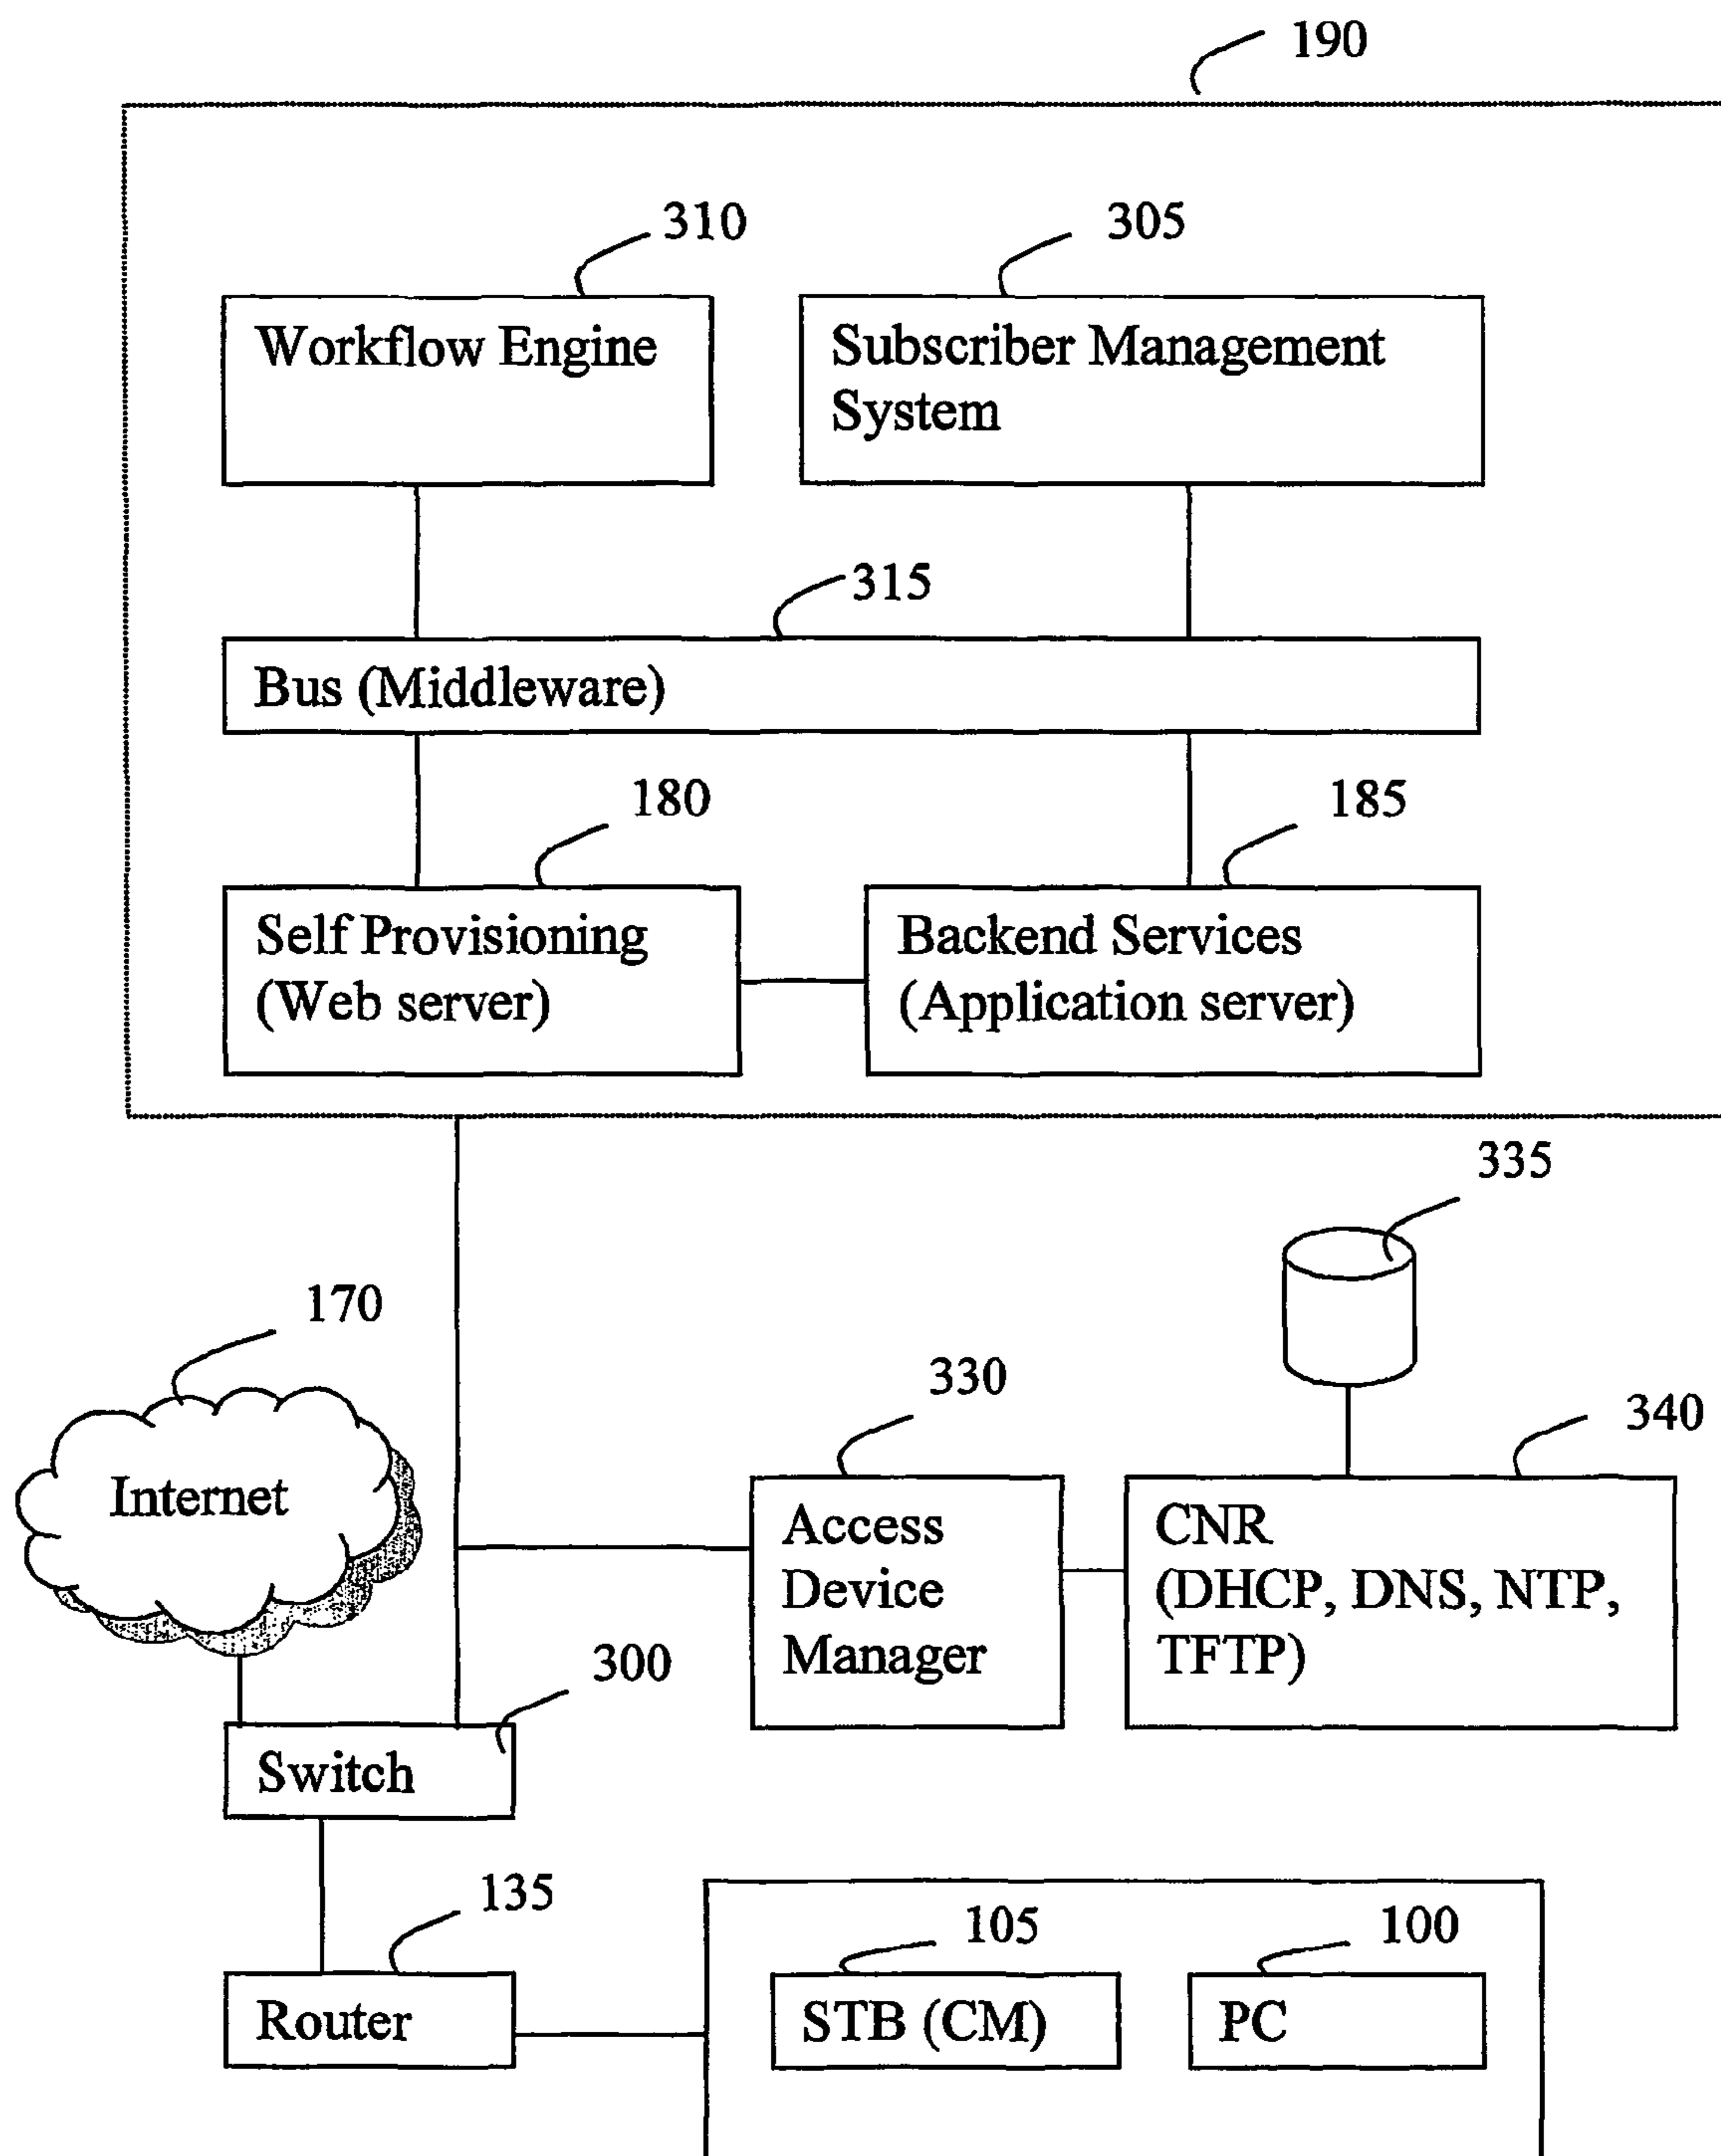 190
310
305
Workflow Engine
Subscriber Management
System
315
Bus (Middleware)
180
185
Self Provisioning
(Web server)
Backend Services
(Application server)
335
170
330
340
Internet
Access
Device
Manager
CNR
(DHCP, DNS, NTP,
TFTP)
300
Switch
135
105
100
Router
STB (CM)
PC